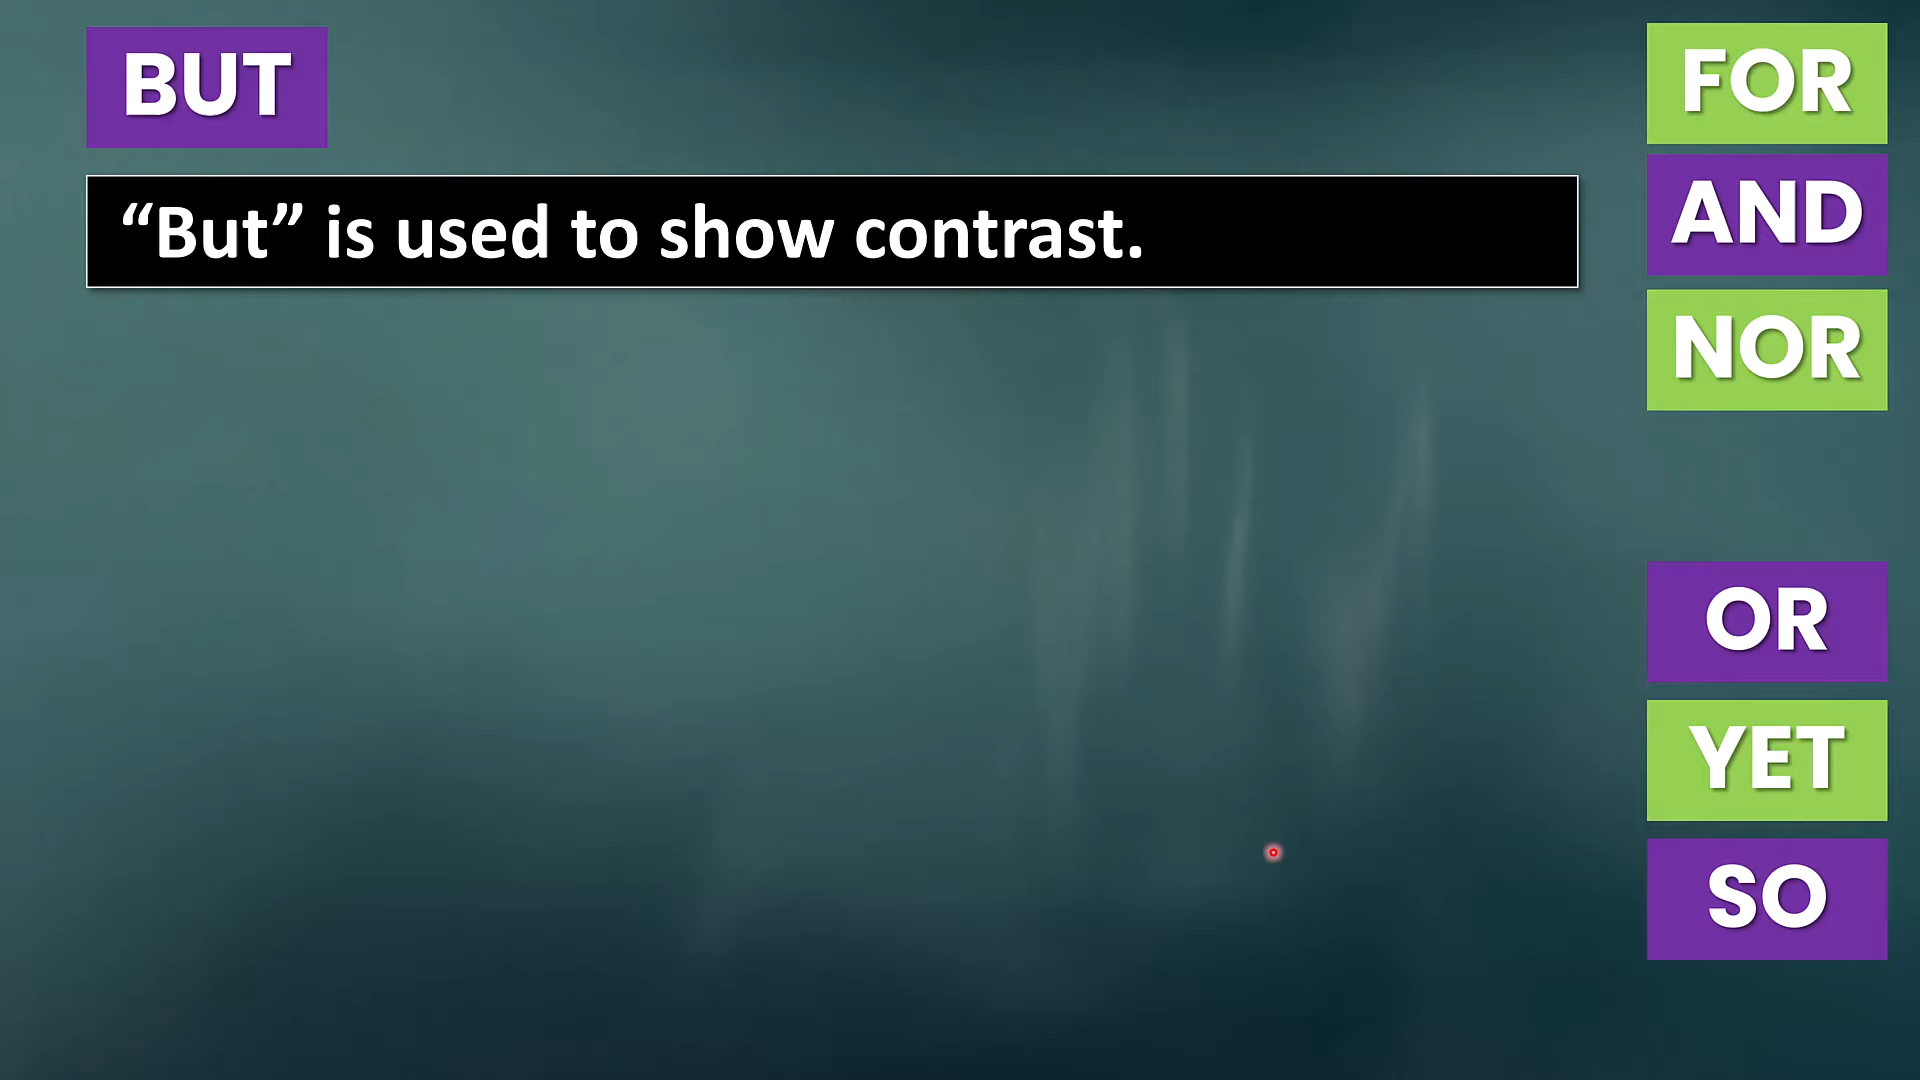 BUT
“But” is used to show contrast.
FOR
AND
NOR
OR
YET
SO